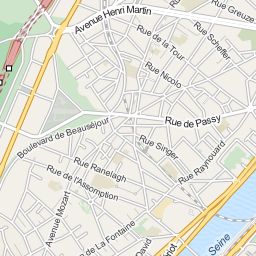 Rue Greuze
Avenue Henri Martin
Rue Scheffer
Rue de la Tour
Rue Nicolo
Rue de Passy
Boulevard de Beauséjour
Rue Singer
Rue Raynouard
Rue Ranelagh
Rue de l'Assomption
Avenue Mozart
Rue de La Fontaine
David
Seine